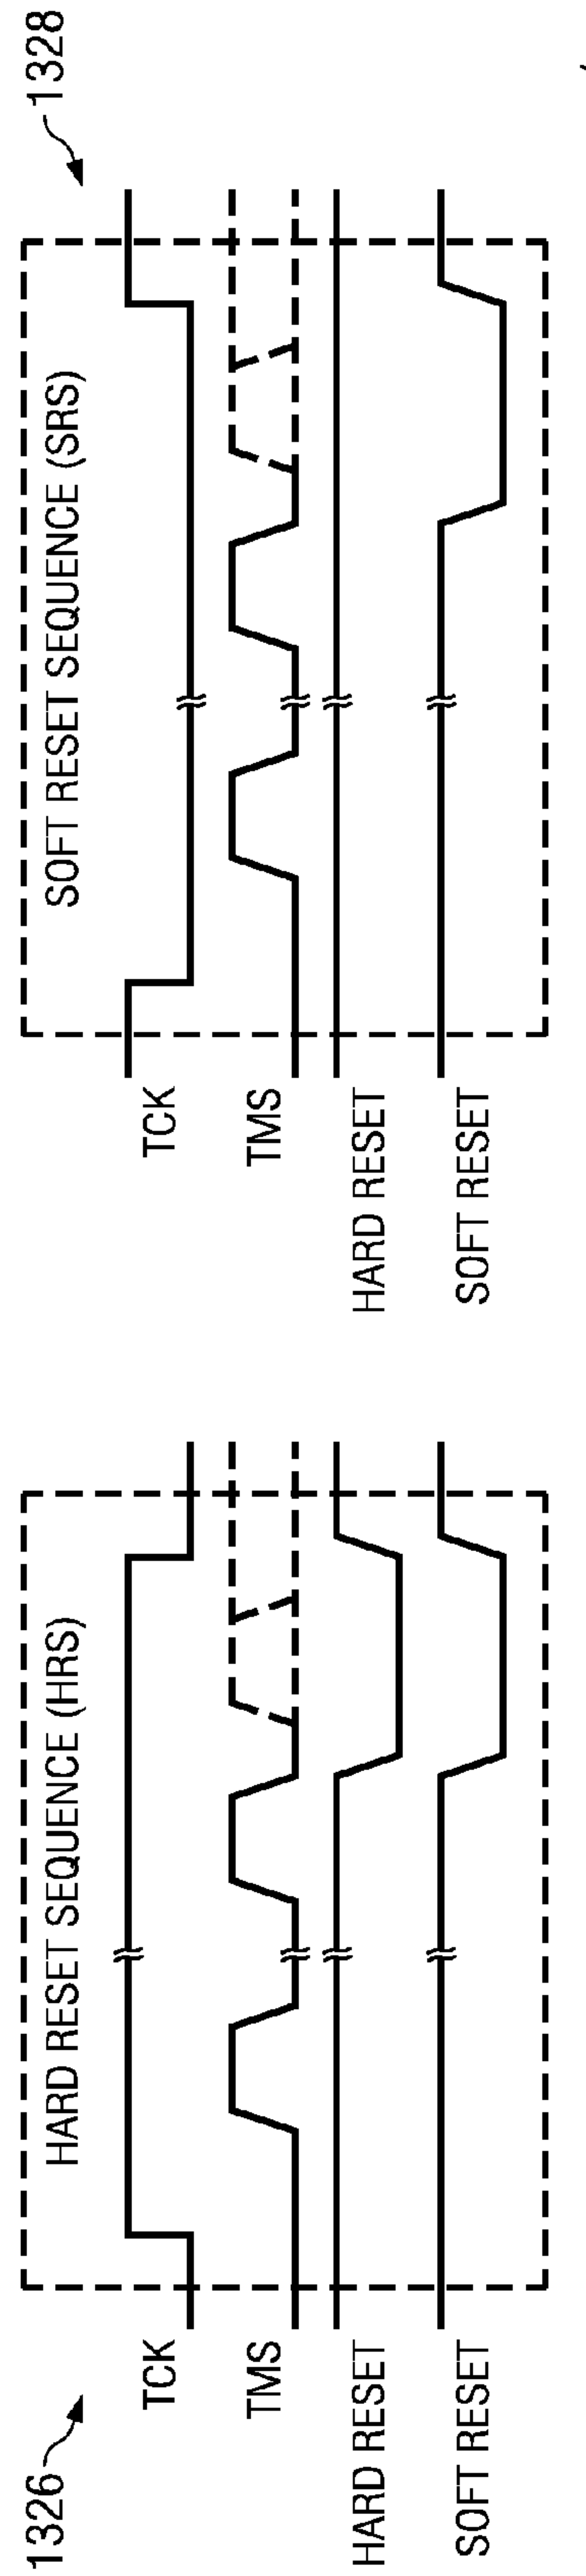 1326
HARD RESET SEQUENCE (HRS)
TCK
TMS
HARD RESET
SOFT RESET
1328
SOFT RESET SEQUENCE (SRS)
TCK
TMS
HARD RESET
SOFT RESET